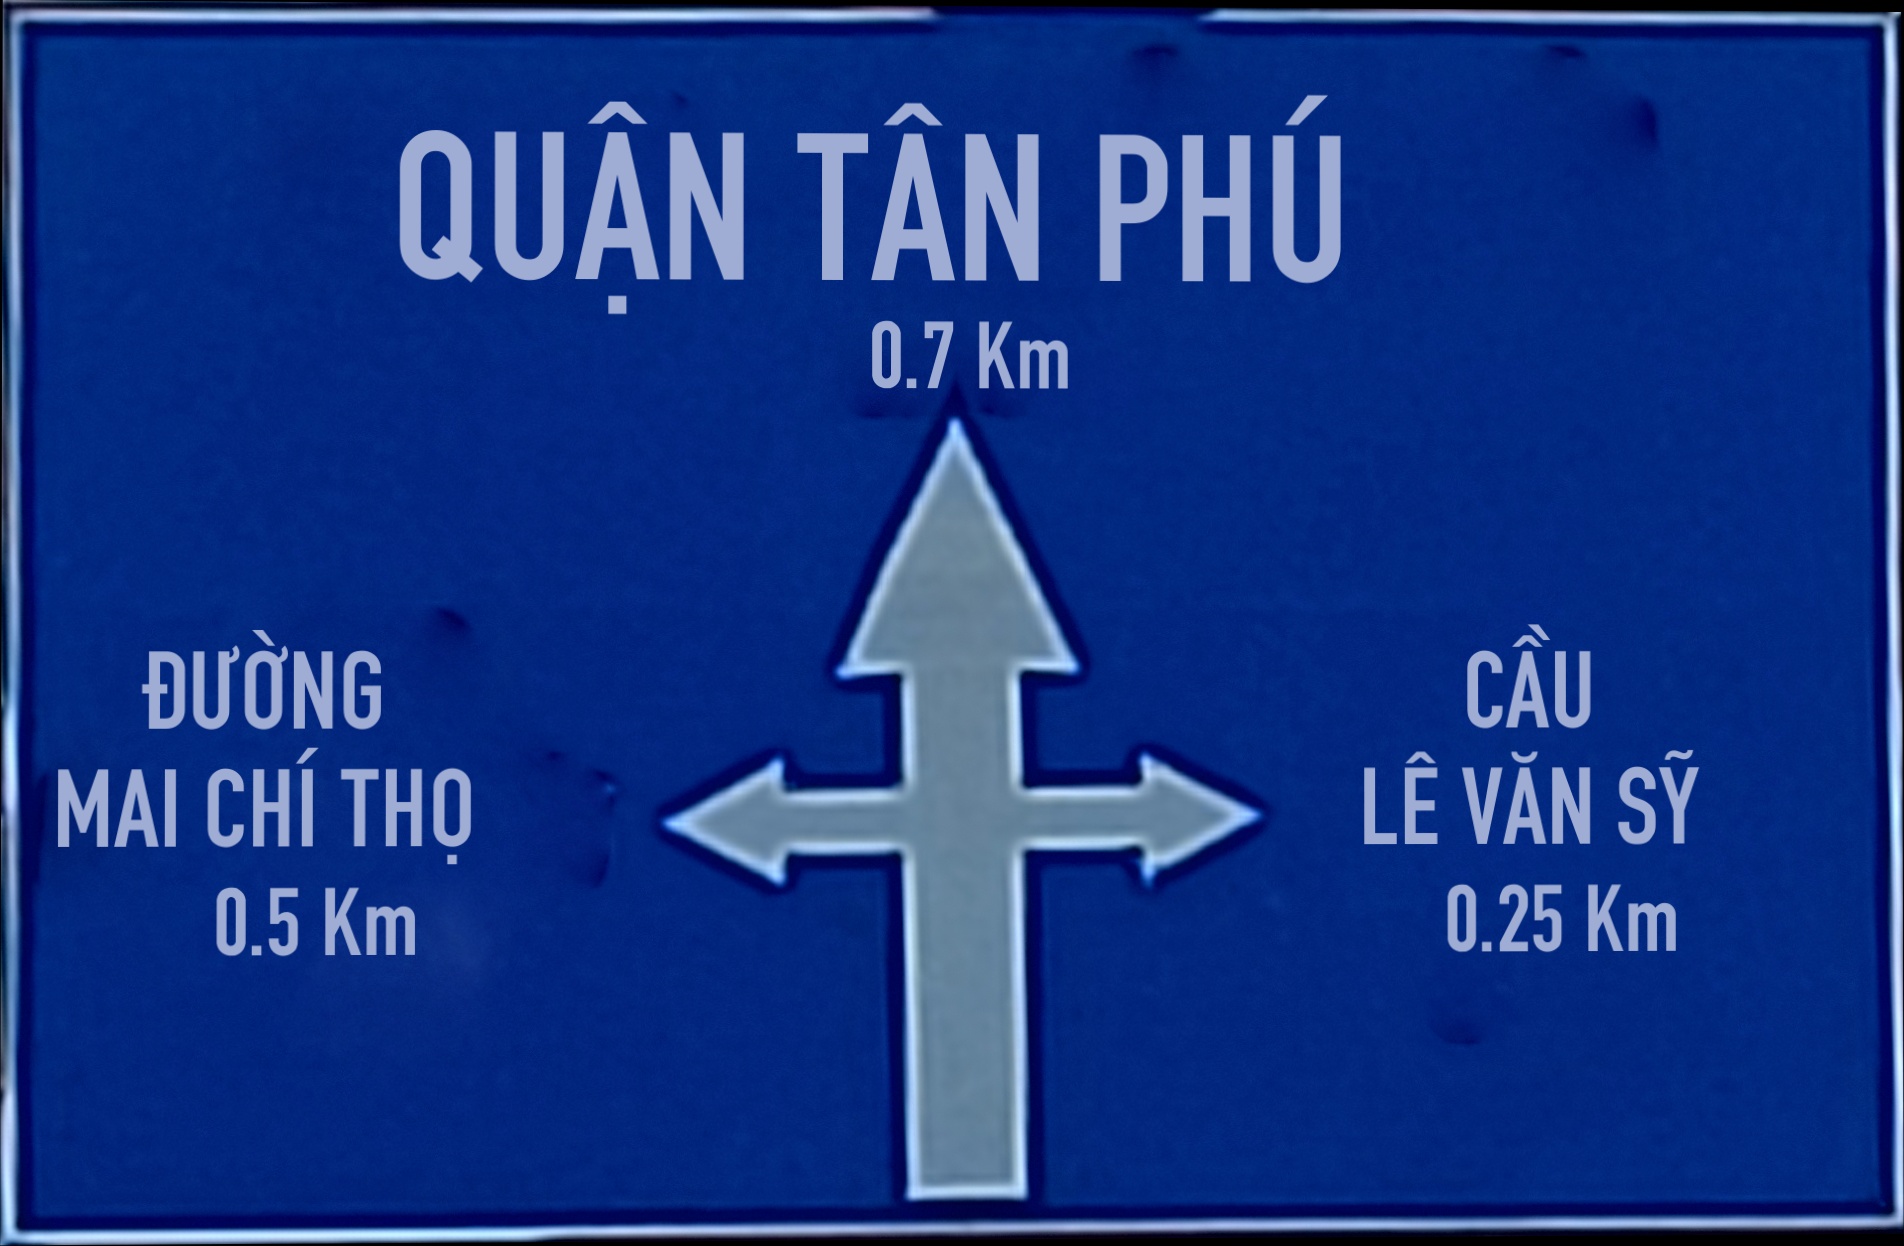 QUẬN TÂN PHÚ
0.7 Km
ĐƯỜNG
MAI CHÍ THỌ
0.5 Km
CẦU
LÊ VĂN SỸ
0.25 Km